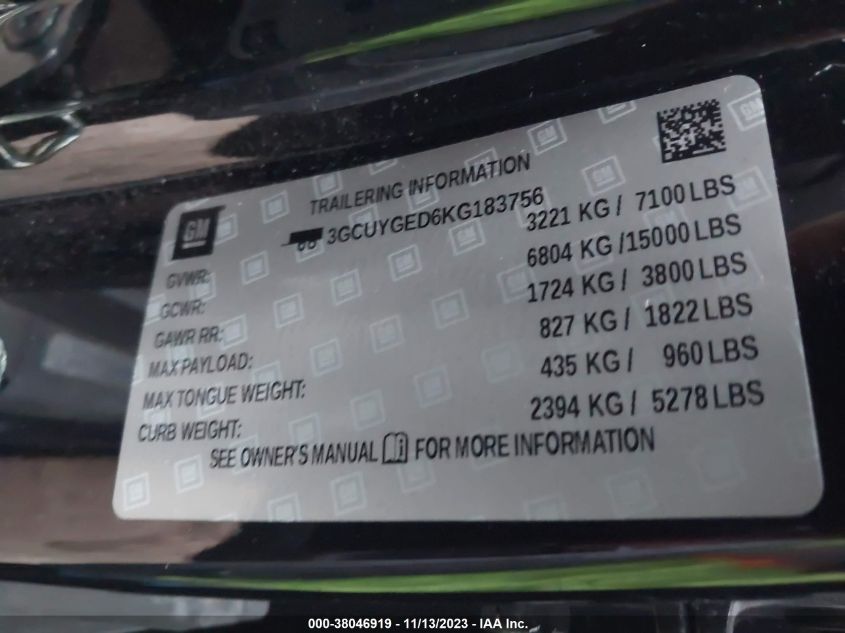 TRAILERING INFORMATION
GM 3GCUYGED6KG183756
GVWR: 3221 KG / 7100 LBS
GCWR: 6804 KG /15000 LBS
GAWR RR: 1724 KG / 3800 LBS
MAX PAYLOAD: 827 KG / 1822 LBS
MAX TONGUE WEIGHT: 435 KG / 960 LBS
CURB WEIGHT: 2394 KG / 5278 LBS
SEE OWNER'S MANUAL FOR MORE INFORMATION
000-38046919 - 11/13/2023 - IAA Inc.